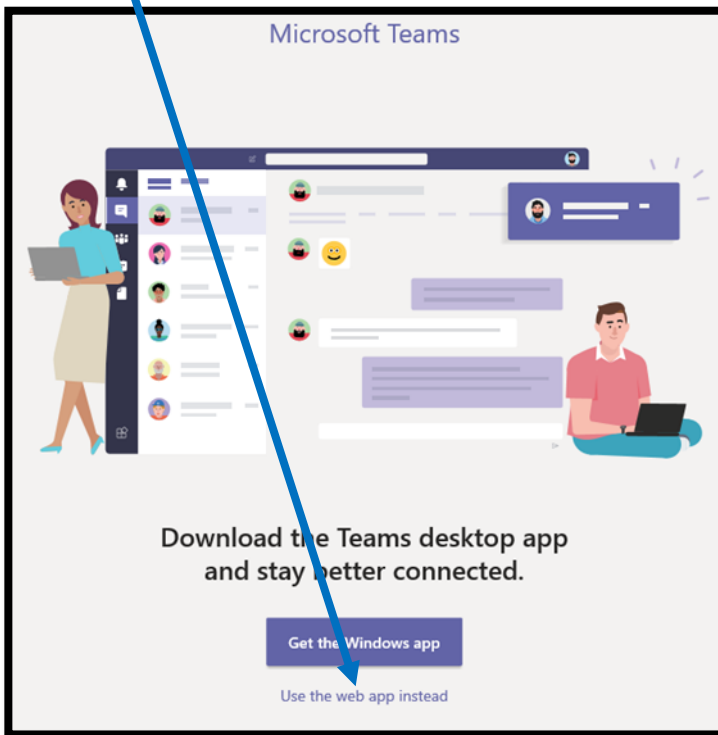 Microsoft Teams
Download the Teams desktop app
and stay better connected.
Get the Windows app
Use the web app instead